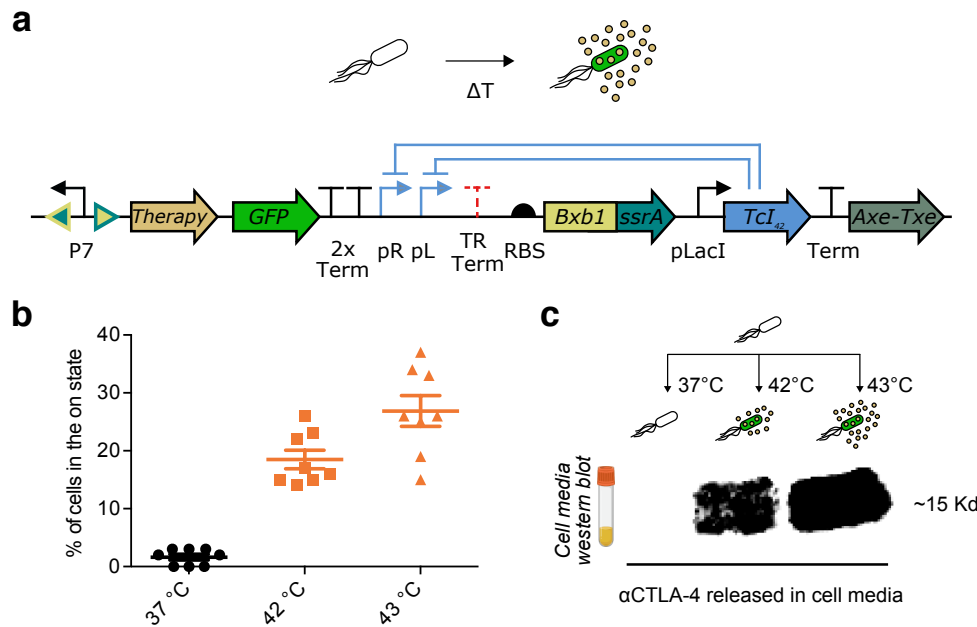 a
ΔT
Therapy
GFP
Bxb1
ssrA
TcI₄₂
Axe-Txe
P7
2x
Term
pR
pL
TR
Term
RBS
pLacI
Term
b
% of cells in the on state
40
30
20
10
0
37 °C
42 °C
43 °C
c
37°C
42°C
43°C
Cell media
western blot
~15 Kd
αCTLA-4 released in cell media